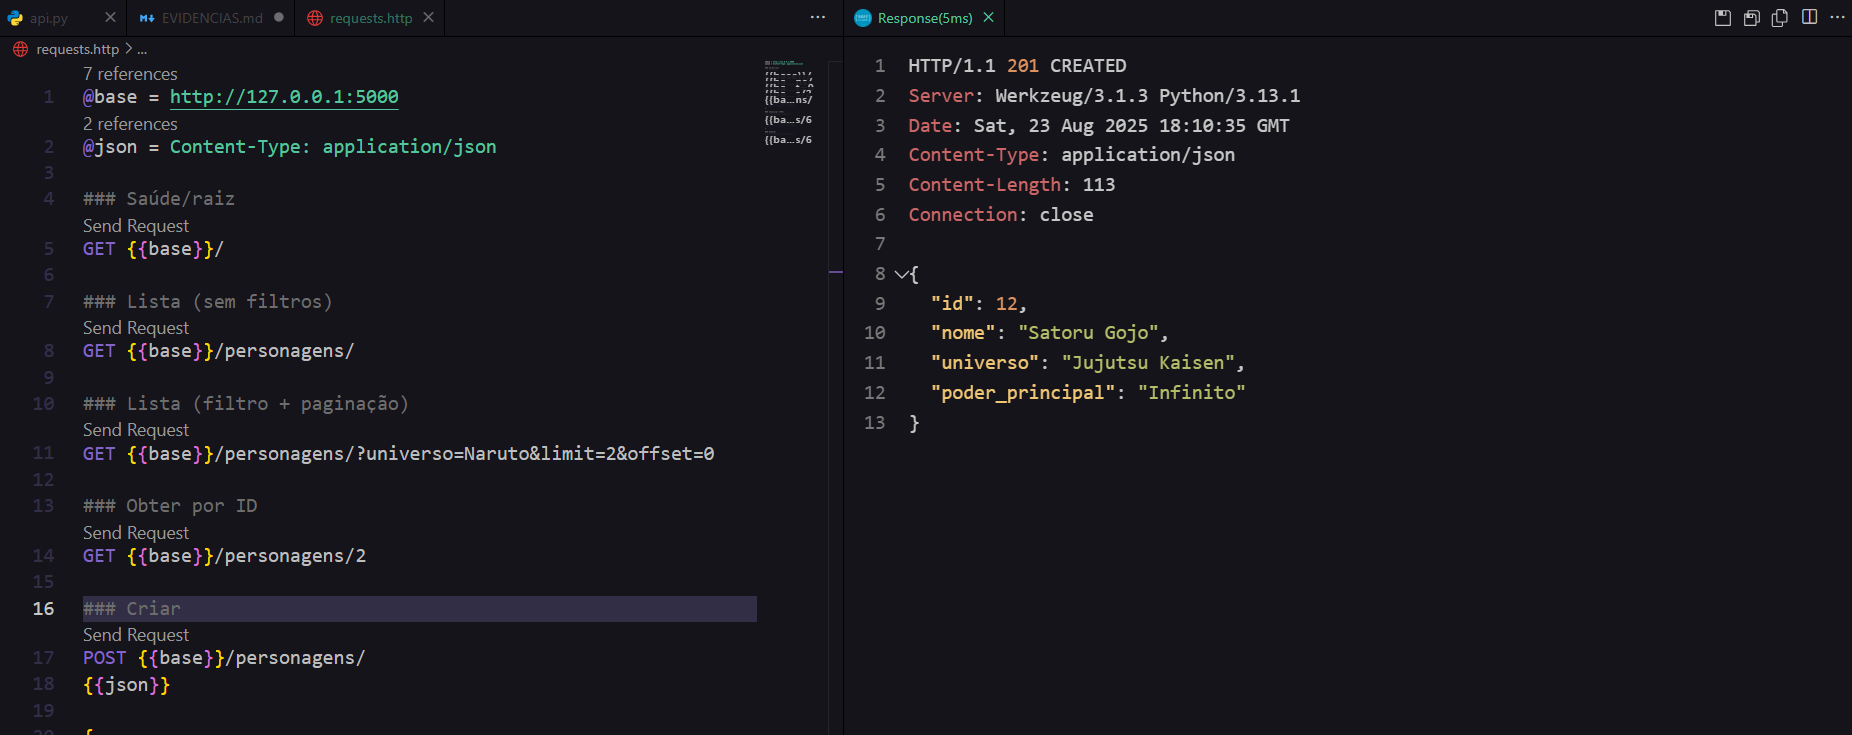 api.py
EVIDENCIAS.md
requests.http
requests.http > ...
7 references
1 @base = http://127.0.0.1:5000
2 references
2 @json = Content-Type: application/json
3
4 ### Saúde/raiz
Send Request
5 GET {{base}}/
6
7 ### Lista (sem filtros)
Send Request
8 GET {{base}}/personagens/
9
10 ### Lista (filtro + paginação)
Send Request
11 GET {{base}}/personagens/?universo=Naruto&limit=2&offset=0
12
13 ### Obter por ID
Send Request
14 GET {{base}}/personagens/2
15
16 ### Criar
Send Request
17 POST {{base}}/personagens/
18 {{json}}
19
20 {
{{ba...ns/
{{ba...s/6
{{ba...s/6
Response(5ms)
1 HTTP/1.1 201 CREATED
2 Server: Werkzeug/3.1.3 Python/3.13.1
3 Date: Sat, 23 Aug 2025 18:10:35 GMT
4 Content-Type: application/json
5 Content-Length: 113
6 Connection: close
7
8 {
9 "id": 12,
10 "nome": "Satoru Gojo",
11 "universo": "Jujutsu Kaisen",
12 "poder_principal": "Infinito"
13 }